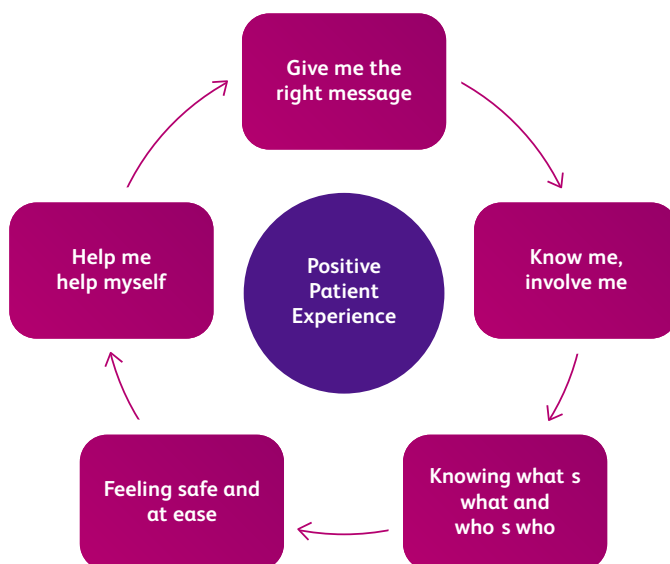 Give me the
right message
Know me,
involve me
Knowing what s
what and
who s who
Feeling safe and
at ease
Help me
help myself
Positive
Patient
Experience